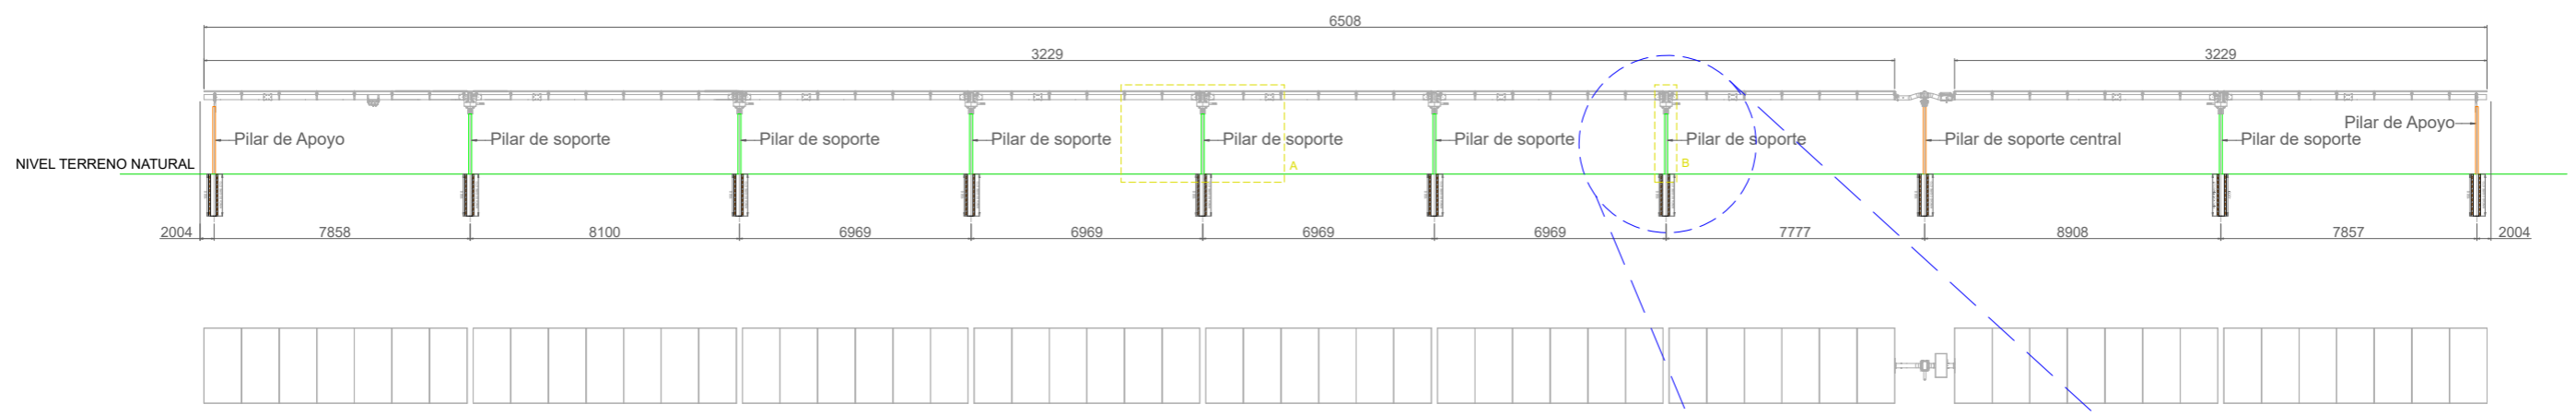 6508
3229 3229
Pilar de Apoyo Pilar de soporte Pilar de soporte Pilar de soporte Pilar de soporte Pilar de soporte Pilar de soporte Pilar de soporte central Pilar de soporte Pilar de Apoyo
NIVEL TERRENO NATURAL
A
B
2004 7858 8100 6969 6969 6969 6969 7777 8908 7857 2004